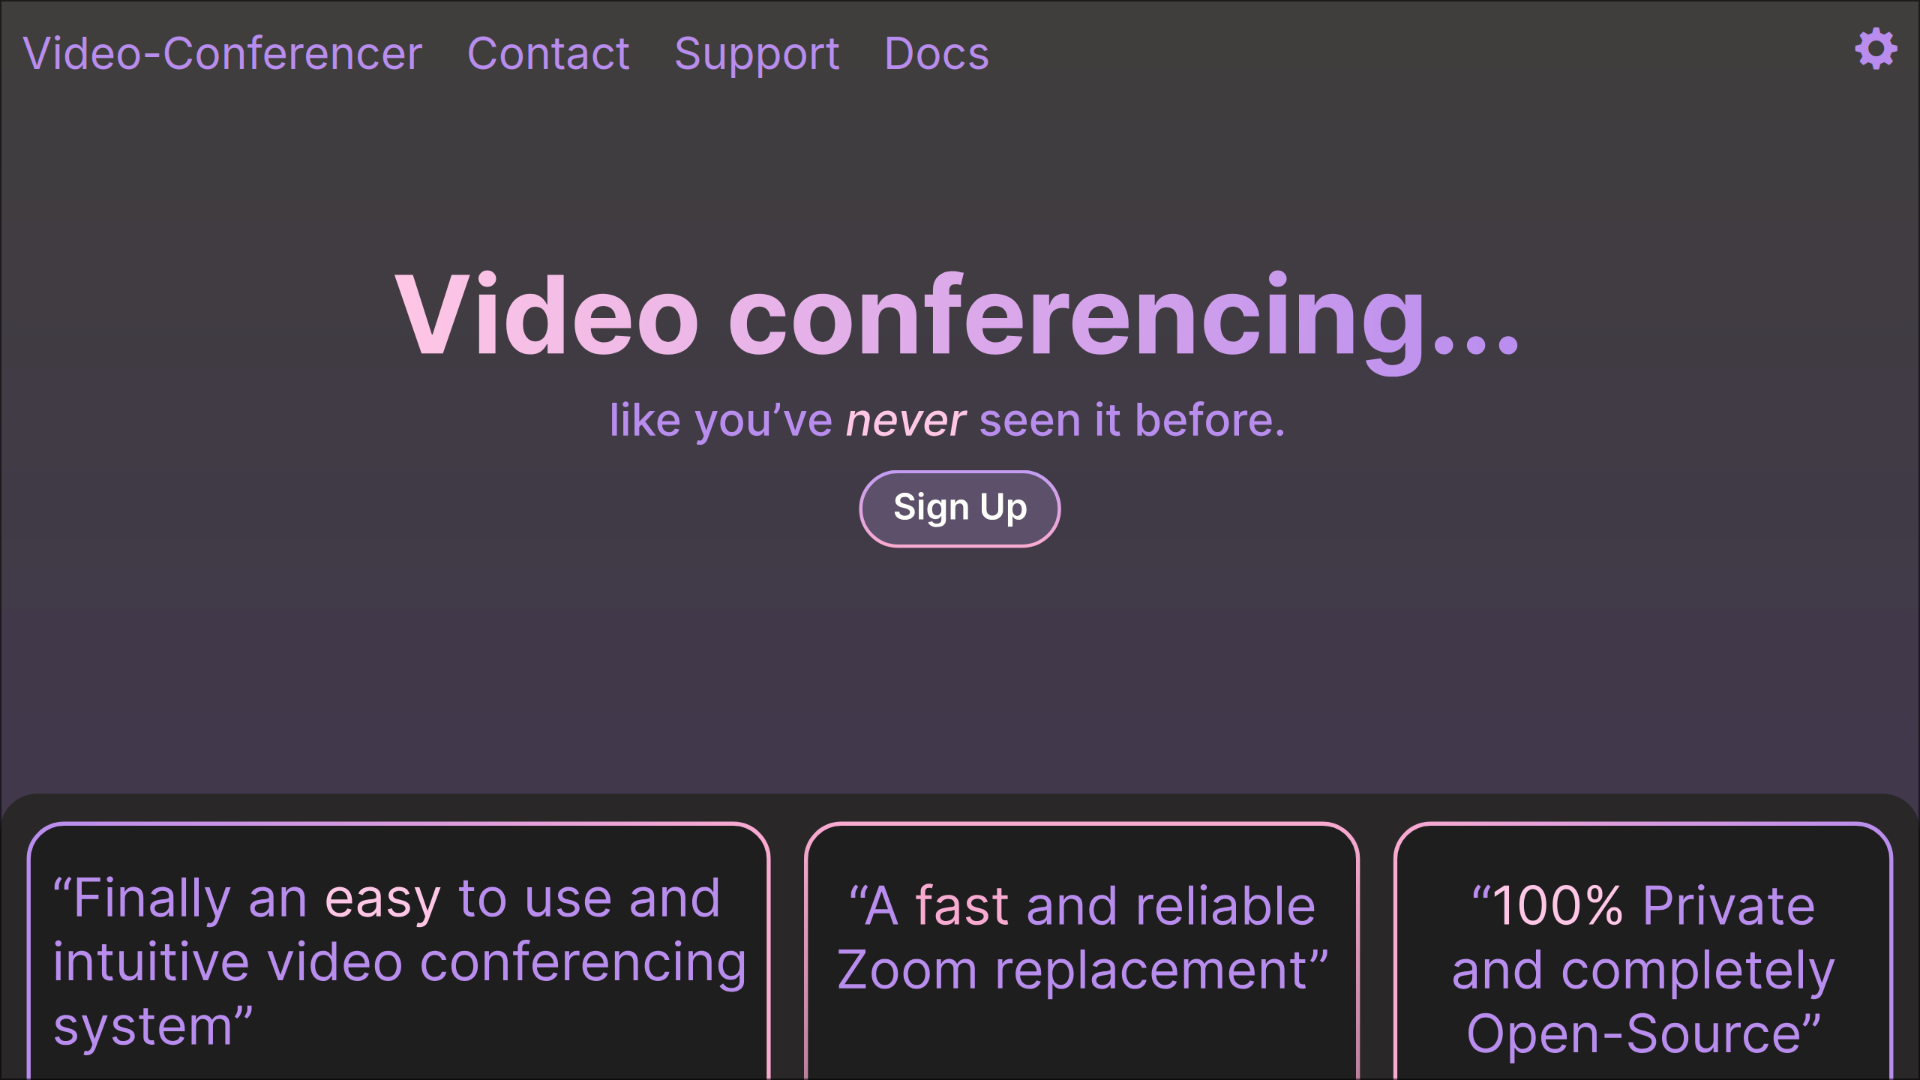 Video-Conferencer Contact Support Docs
Video conferencing...
like you’ve never seen it before.
Sign Up
“Finally an easy to use and
intuitive video conferencing
system”
“A fast and reliable
Zoom replacement”
“100% Private
and completely
Open-Source”